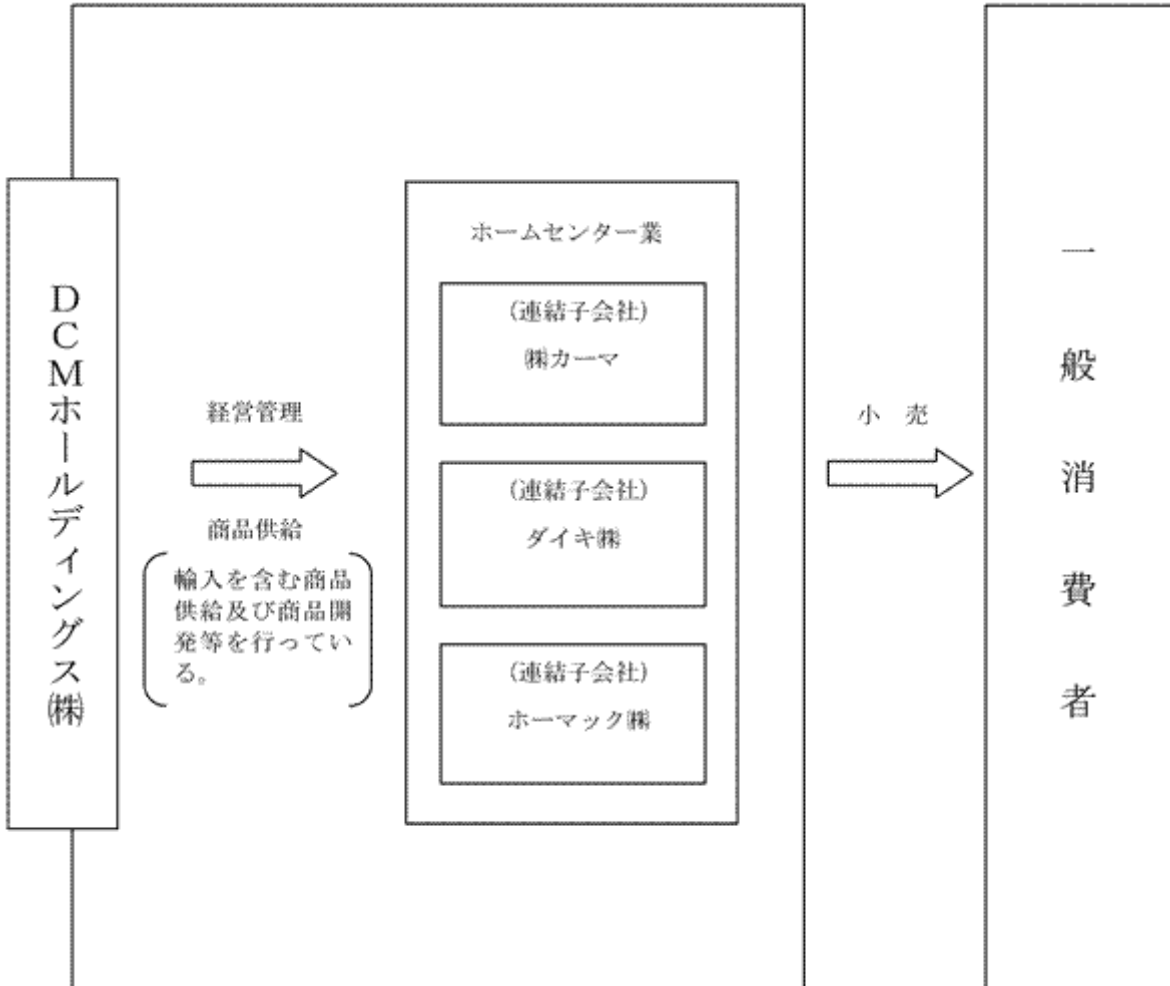 DCMホールディングス㈱
経営管理
商品供給
輸入を含む商品
供給及び商品開
発等を行ってい
る。
ホームセンター業
(連結子会社)
㈱カーマ
(連結子会社)
ダイキ㈱
(連結子会社)
ホーマック㈱
小 売
一般消費者